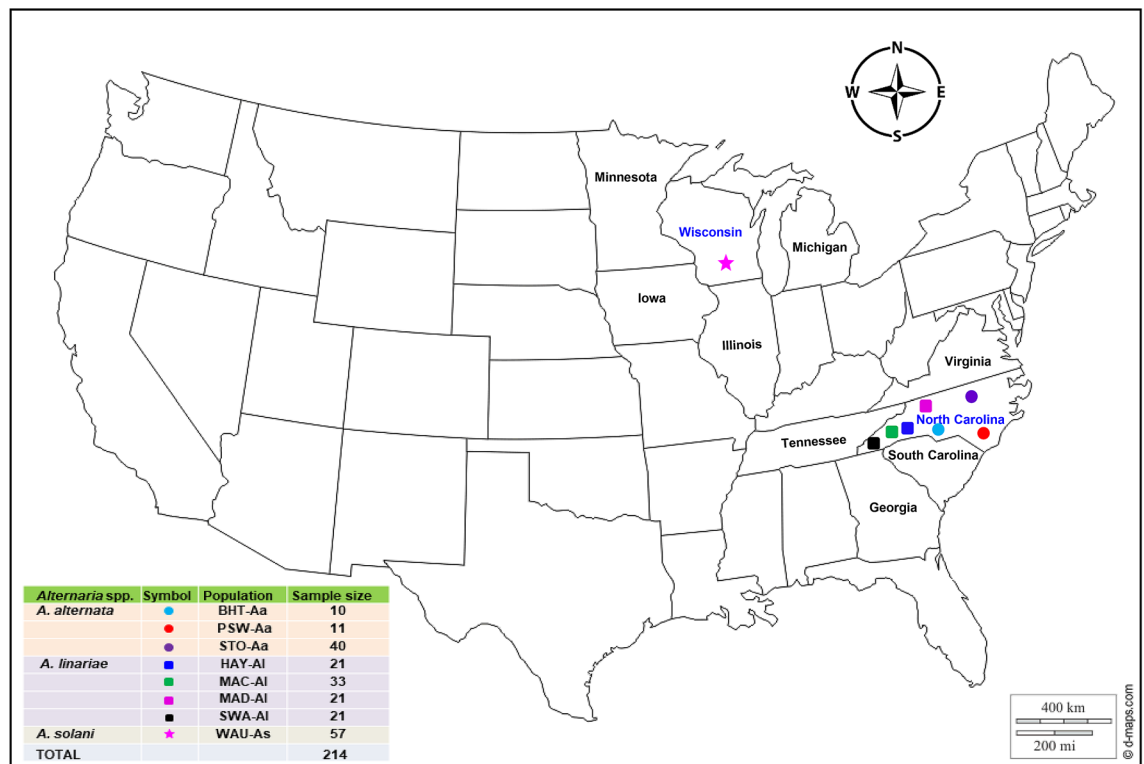 N
W E
S
Minnesota
Wisconsin
Michigan
Iowa
Illinois
Virginia
North Carolina
Tennessee
South Carolina
Georgia
Alternaria spp. Symbol Population Sample size
A. alternata BHT-Aa 10
PSW-Aa 11
STO-Aa 40
A. linariae HAY-Al 21
MAC-Al 33
MAD-Al 21
SWA-Al 21
A. solani WAU-As 57
TOTAL 214
400 km
200 mi
© d-maps.com